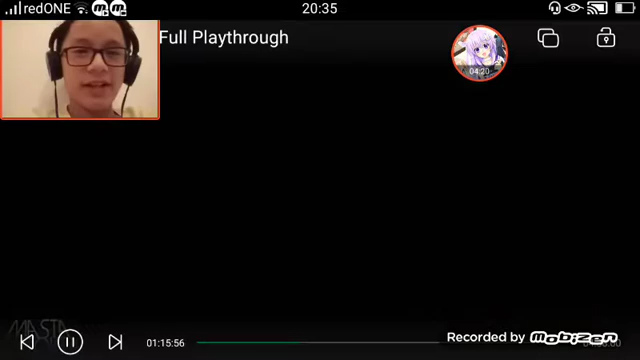 redONE
20:35
Full Playthrough
04:20
01:15:56
Recorded by mobizen